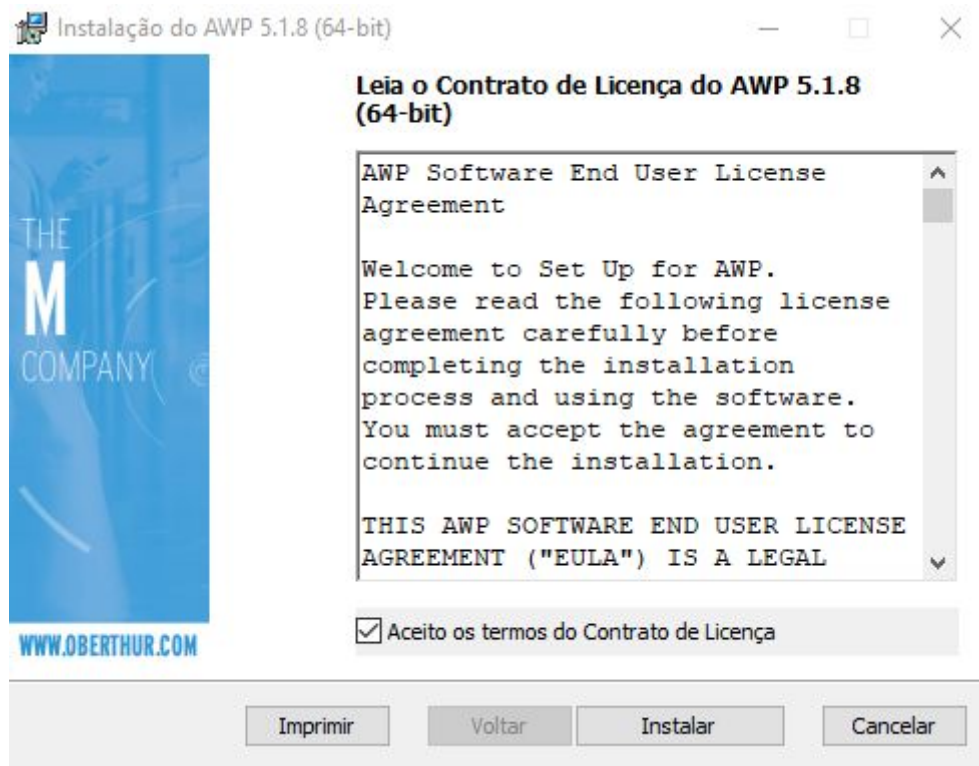 Instalação do AWP 5.1.8 (64-bit)
Leia o Contrato de Licença do AWP 5.1.8
(64-bit)
AWP Software End User License
Agreement
Welcome to Set Up for AWP.
Please read the following license
agreement carefully before
completing the installation
process and using the software.
You must accept the agreement to
continue the installation.
THIS AWP SOFTWARE END USER LICENSE
AGREEMENT ("EULA") IS A LEGAL
THE
M
COMPANY
WWW.OBERTHUR.COM
Aceito os termos do Contrato de Licença
Imprimir
Voltar
Instalar
Cancelar